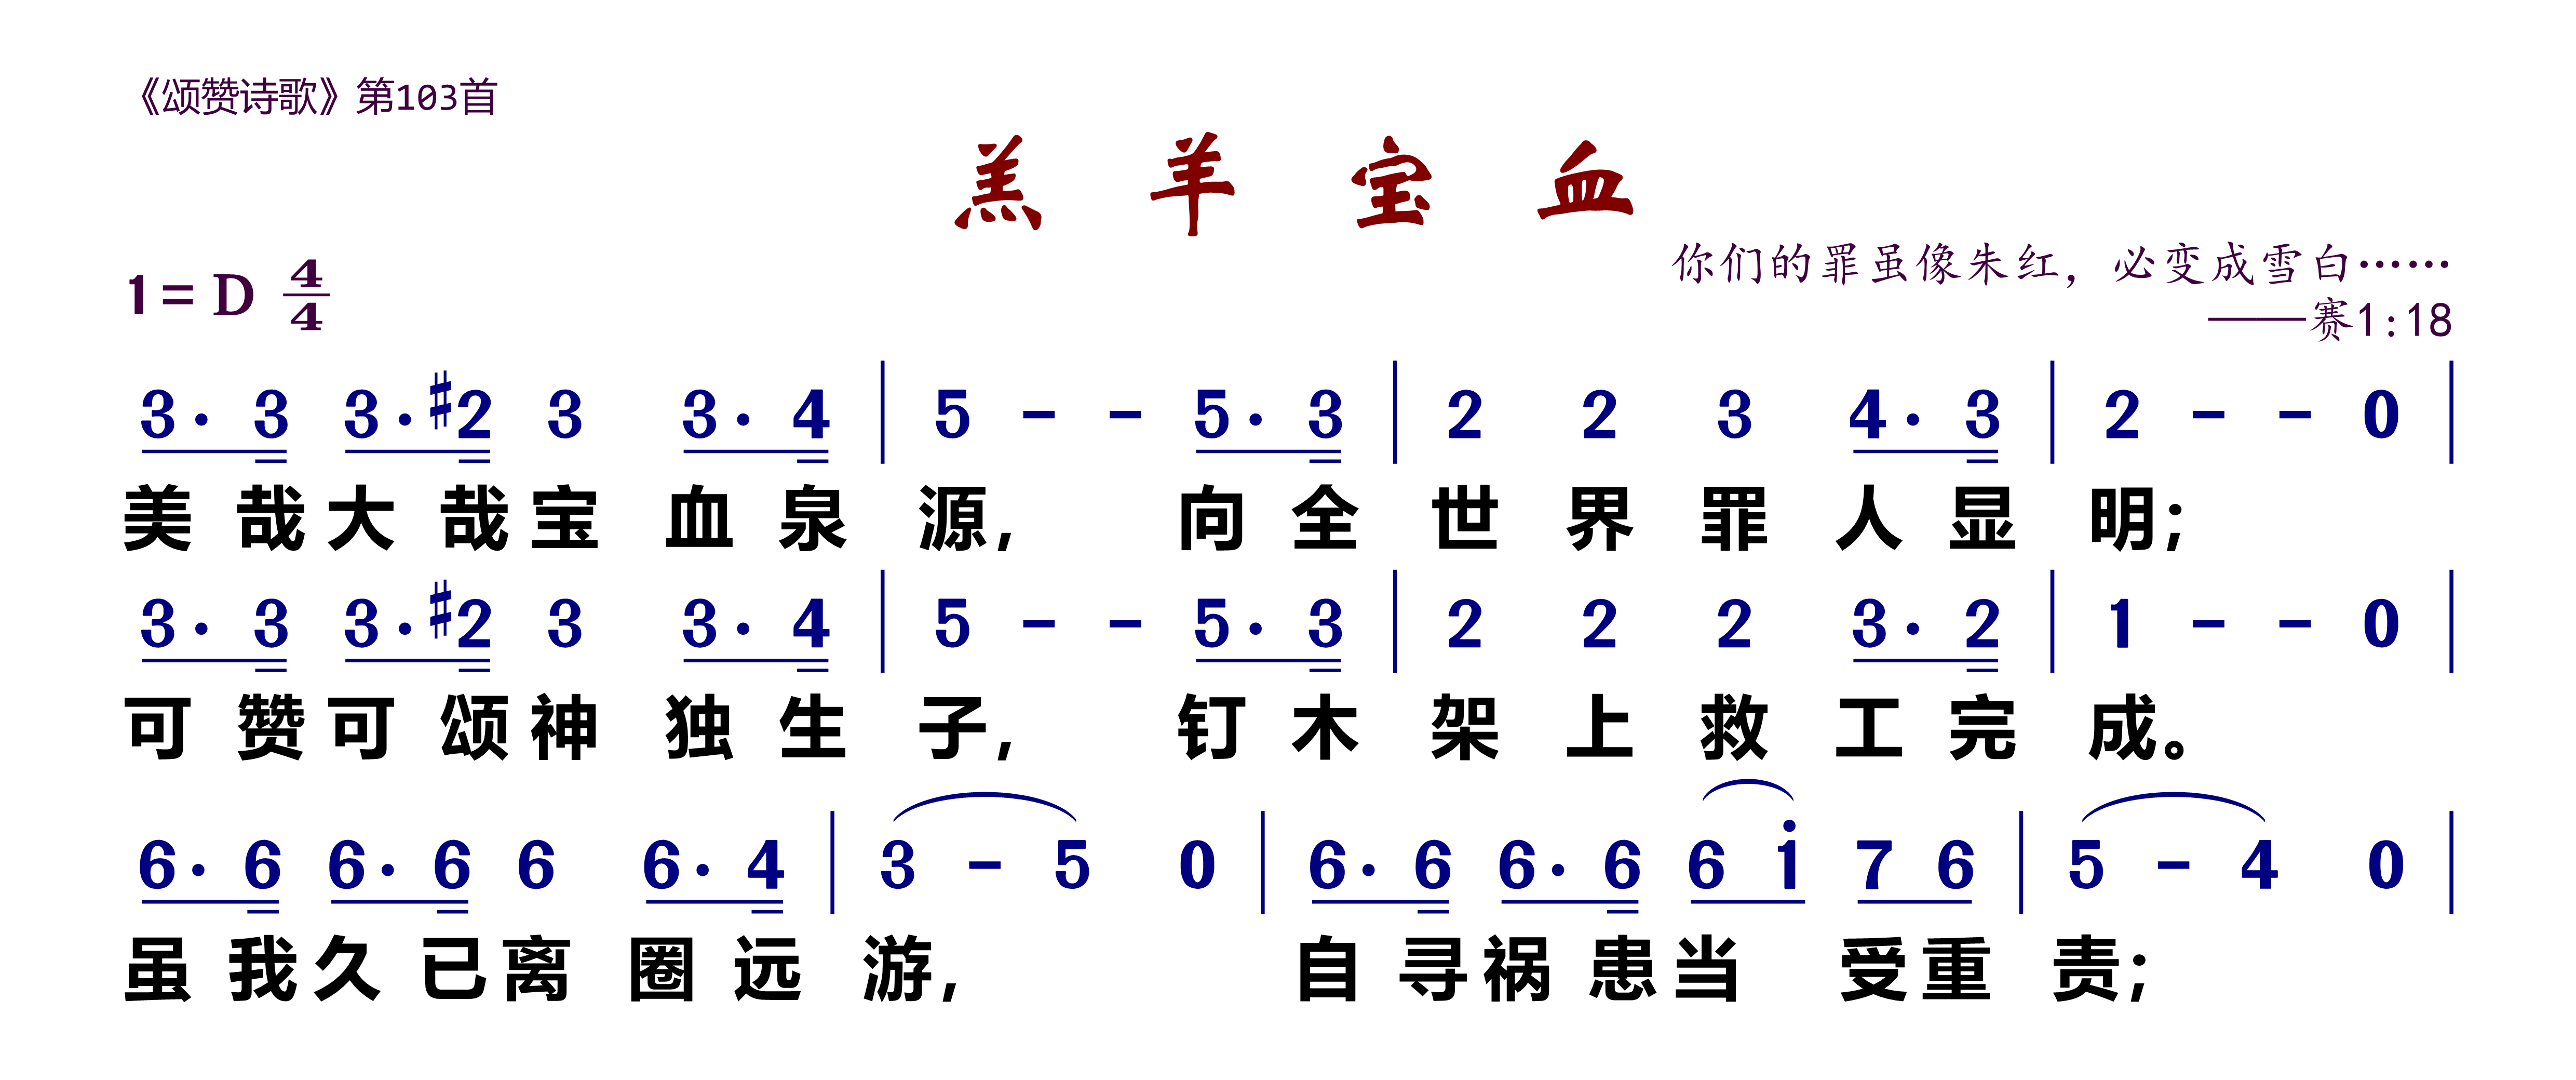 《颂赞诗歌》第103首
羔羊宝血
你们的罪虽像朱红，必变成雪白……
1=D 4/4
——赛1:18
3· 3 3· #2 3 3· 4 | 5 - - 5· 3 | 2 2 3 4· 3 | 2 - - 0 |
美哉大哉宝血泉源，向全世界罪人显明；
3· 3 3· #2 3 3· 4 | 5 - - 5· 3 | 2 2 2 3· 2 | 1 - - 0 |
可赞可颂神独生子，钉木架上救工完成。
6· 6 6· 6 6 6· 4 | 3 - 5 0 | 6· 6 6· 6 6 i 7 6 | 5 - 4 0 |
虽我久已离圈远游，自寻祸患当受重责；